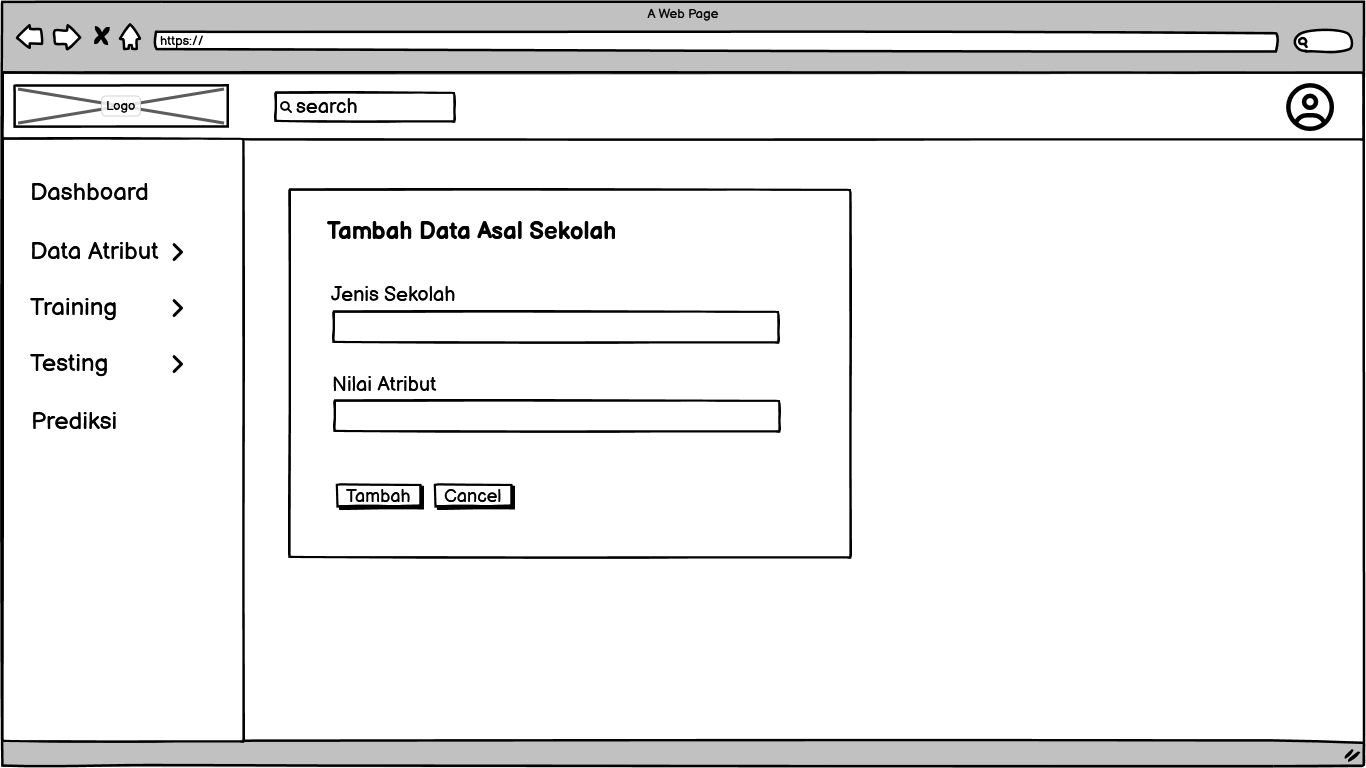 A Web Page
https://
Logo
search
Dashboard
Data Atribut
Training
Testing
Prediksi
Tambah Data Asal Sekolah
Jenis Sekolah
Nilai Atribut
Tambah
Cancel